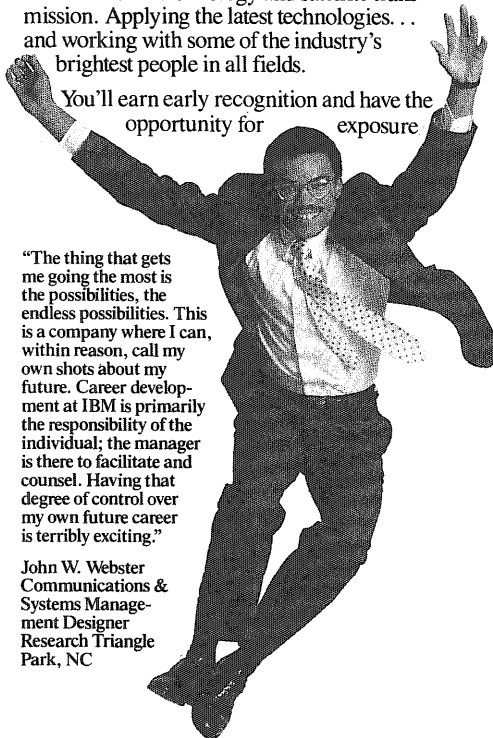 mission. Applying the latest technologies. . .
and working with some of the industry's
brightest people in all fields.
You'll earn early recognition and have the
opportunity for exposure
“The thing that gets
me going the most is
the possibilities, the
endless possibilities. This
is a company where I can,
within reason, call my
own shots about my
future. Career develop-
ment at IBM is primarily
the responsibility of the
individual; the manager
is there to facilitate and
counsel. Having that
degree of control over
my own future career
is terribly exciting.”
John W. Webster
Communications &
Systems Manage-
ment Designer
Research Triangle
Park, NC